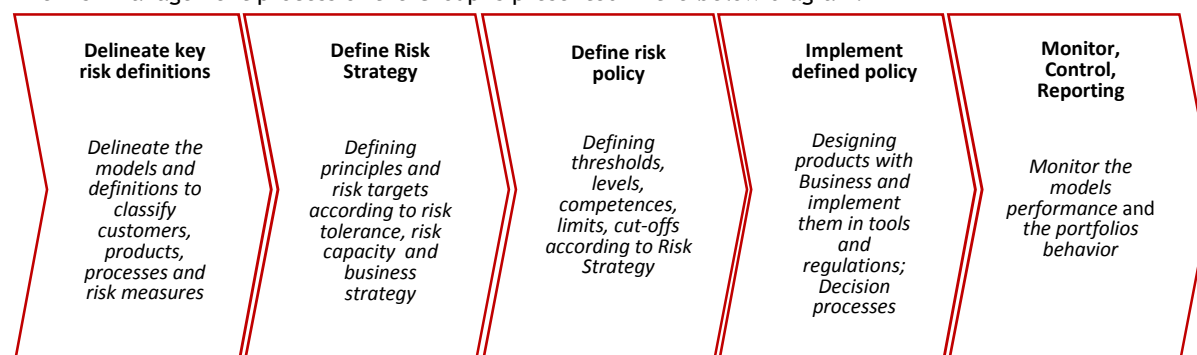 Delineate key
risk definitions
Delineate the
models and
definitions to
classify
customers,
products,
processes and
risk measures
Define Risk
Strategy
Defining
principles and
risk targets
according to risk
tolerance, risk
capacity and
business
strategy
Define risk
policy
Defining
thresholds,
levels,
competences,
limits, cut-offs
according to Risk
Strategy
Implement
defined policy
Designing
products with
Business and
implement
them in tools
and
regulations;
Decision
processes
Monitor,
Control,
Reporting
Monitor the
models
performance and
the portfolios
behavior